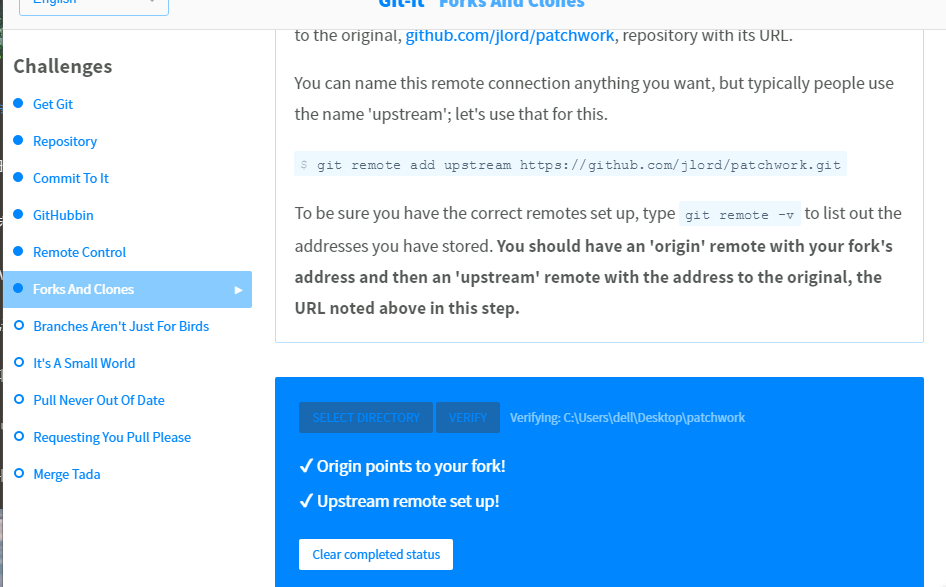 English
Git-it Forks And Clones
Challenges
Get Git
Repository
Commit To It
GitHubbin
Remote Control
Forks And Clones
Branches Aren't Just For Birds
It's A Small World
Pull Never Out Of Date
Requesting You Pull Please
Merge Tada
to the original, github.com/jlord/patchwork, repository with its URL.
You can name this remote connection anything you want, but typically people use
the name 'upstream'; let's use that for this.
$ git remote add upstream https://github.com/jlord/patchwork.git
To be sure you have the correct remotes set up, type git remote -v to list out the
addresses you have stored. You should have an 'origin' remote with your fork's
address and then an 'upstream' remote with the address to the original, the
URL noted above in this step.
SELECT DIRECTORY VERIFY Verifying: C:\Users\dell\Desktop\patchwork
✓ Origin points to your fork!
✓ Upstream remote set up!
Clear completed status